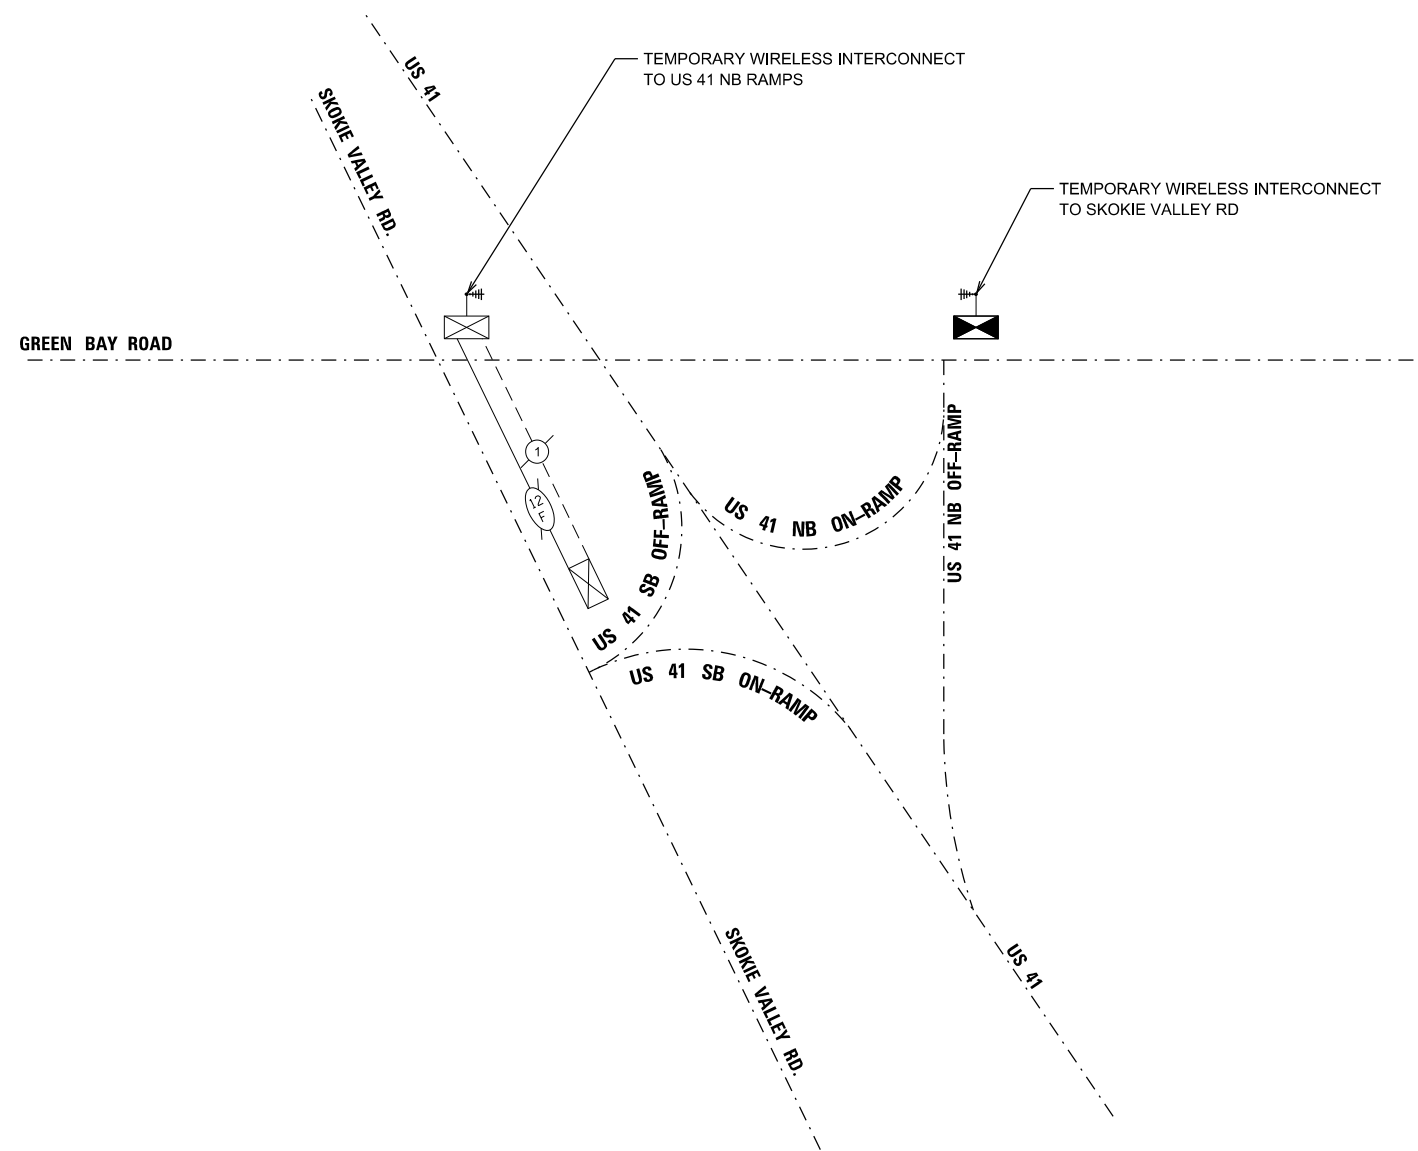 US 41
TEMPORARY WIRELESS INTERCONNECT
TO US 41 NB RAMPS
SKOKIE VALLEY RD.
TEMPORARY WIRELESS INTERCONNECT
TO SKOKIE VALLEY RD
GREEN BAY ROAD
1
12
F
US 41 SB OFF-RAMP
US 41 NB ON-RAMP
US 41 NB OFF-RAMP
US 41 SB ON-RAMP
SKOKIE VALLEY RD.
US 41